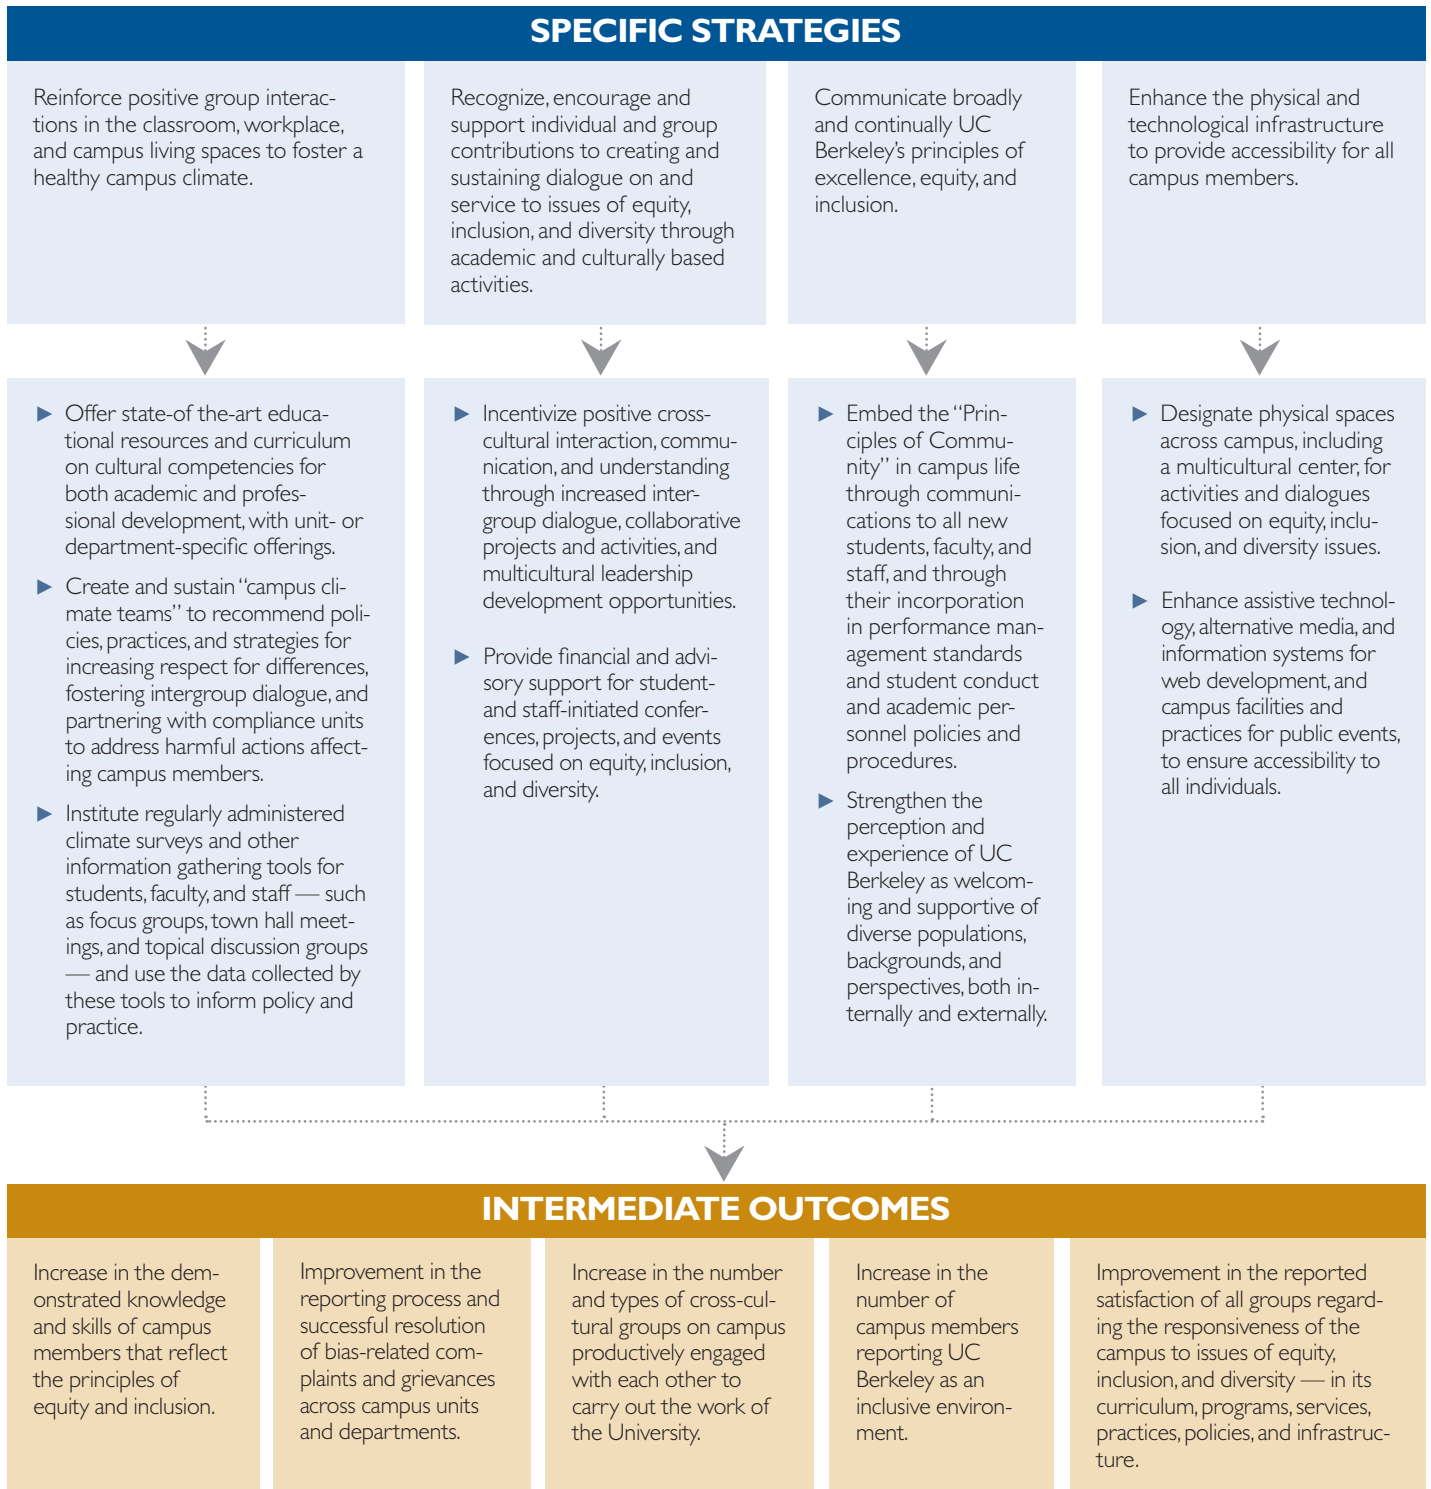 SPECIFIC STRATEGIES
Reinforce positive group interac-
tions in the classroom, workplace,
and campus living spaces to foster a
healthy campus climate.
Recognize, encourage and
support individual and group
contributions to creating and
sustaining dialogue on and
service to issues of equity,
inclusion, and diversity through
academic and culturally based
activities.
Communicate broadly
and continually UC
Berkeley's principles of
excellence, equity, and
inclusion.
Enhance the physical and
technological infrastructure
to provide accessibility for all
campus members.
► Offer state-of the-art educa-
tional resources and curriculum
on cultural competencies for
both academic and profes-
sional development, with unit- or
department-specific offerings.
► Create and sustain “campus cli-
mate teams” to recommend poli-
cies, practices, and strategies for
increasing respect for differences,
fostering intergroup dialogue, and
partnering with compliance units
to address harmful actions affect-
ing campus members.
► Institute regularly administered
climate surveys and other
information gathering tools for
students, faculty, and staff — such
as focus groups, town hall meet-
ings, and topical discussion groups
— and use the data collected by
these tools to inform policy and
practice.
► Incentivize positive cross-
cultural interaction, commu-
nication, and understanding
through increased inter-
group dialogue, collaborative
projects and activities, and
multicultural leadership
development opportunities.
► Provide financial and advi-
sory support for student-
and staff-initiated confer-
ences, projects, and events
focused on equity, inclusion,
and diversity.
► Embed the “Prin-
ciples of Commu-
nity” in campus life
through communi-
cations to all new
students, faculty, and
staff, and through
their incorporation
in performance man-
agement standards
and student conduct
and academic per-
sonnel policies and
procedures.
► Strengthen the
perception and
experience of UC
Berkeley as welcom-
ing and supportive of
diverse populations,
backgrounds, and
perspectives, both in-
ternally and externally.
► Designate physical spaces
across campus, including
a multicultural center, for
activities and dialogues
focused on equity, inclu-
sion, and diversity issues.
► Enhance assistive technol-
ogy, alternative media, and
information systems for
web development, and
campus facilities and
practices for public events,
to ensure accessibility to
all individuals.
INTERMEDIATE OUTCOMES
Increase in the dem-
onstrated knowledge
and skills of campus
members that reflect
the principles of
equity and inclusion.
Improvement in the
reporting process and
successful resolution
of bias-related com-
plaints and grievances
across campus units
and departments.
Increase in the number
and types of cross-cul-
tural groups on campus
productively engaged
with each other to
carry out the work of
the University.
Increase in the
number of
campus members
reporting UC
Berkeley as an
inclusive environ-
ment.
Improvement in the reported
satisfaction of all groups regard-
ing the responsiveness of the
campus to issues of equity,
inclusion, and diversity — in its
curriculum, programs, services,
practices, policies, and infrastruc-
ture.